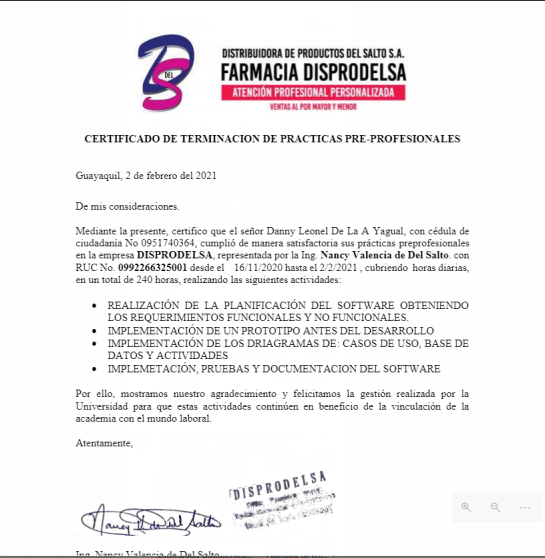 DEL
DISTRIBUIDORA DE PRODUCTOS DEL SALTO S.A.
FARMACIA DISPRODELSA
ATENCIÓN PROFESIONAL PERSONALIZADA
VENTAS AL POR MAYOR Y MENOR
CERTIFICADO DE TERMINACION DE PRACTICAS PRE-PROFESIONALES
Guayaquil, 2 de febrero del 2021
De mis consideraciones.
Mediante la presente, certifico que el señor Danny Leonel De La A Yagual, con cédula de
ciudadanía No 0951740364, cumplió de manera satisfactoria sus prácticas preprofesionales
en la empresa DISPRODELSA, representada por la Ing. Nancy Valencia de Del Salto. con
RUC No. 0992266325001 desde el 16/11/2020 hasta el 2/2/2021 , cubriendo horas diarias,
en un total de 240 horas, realizando las siguientes actividades:
• REALIZACIÓN DE LA PLANIFICACIÓN DEL SOFTWARE OBTENIENDO
LOS REQUERIMIENTOS FUNCIONALES Y NO FUNCIONALES.
• IMPLEMENTACIÓN DE UN PROTOTIPO ANTES DEL DESARROLLO
• IMPLEMENTACIÓN DE LOS DRIAGRAMAS DE: CASOS DE USO, BASE DE
DATOS Y ACTIVIDADES
• IMPLEMETACIÓN, PRUEBAS Y DOCUMENTACION DEL SOFTWARE
Por ello, mostramos nuestro agradecimiento y felicitamos la gestión realizada por la
Universidad para que estas actividades continúen en beneficio de la vinculación de la
academia con el mundo laboral.
Atentamente,
DISPRODELSA
Nancy V de Del Salto
Ing. Nancy Valencia de Del Salto